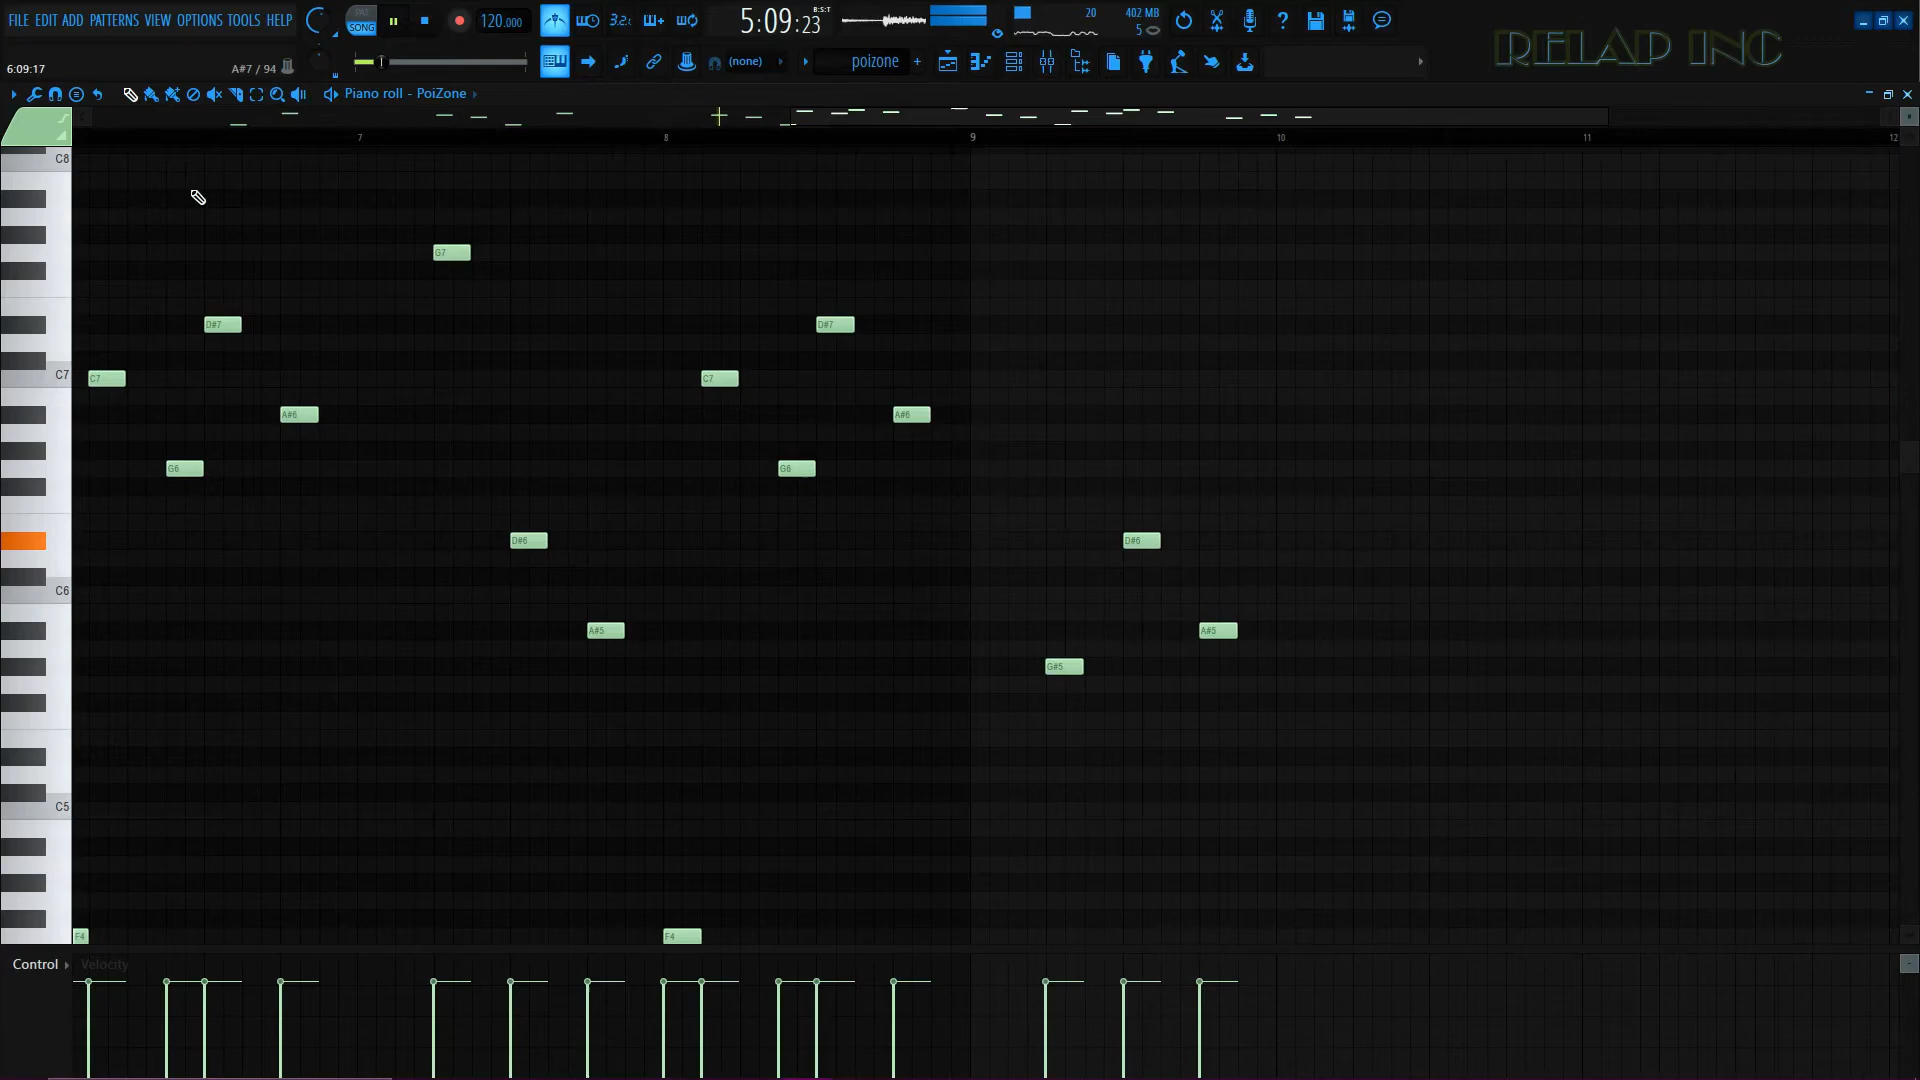 FILE EDIT ADD PATTERNS VIEW OPTIONS TOOLS HELP
PAT
SONG
120.000
3.2
5:09:23
B:S:T
20
402 MB
5
RELAP INC
6:09:17
A#7 / 94
(none)
poizone
Piano roll - PoiZone
7
8
9
10
11
12
C8
G7
D#7
D#7
C7
C7
C7
A#6
A#6
G6
G6
D#6
D#6
C6
A#5
A#5
G#5
C5
F4
F4
Control
Velocity